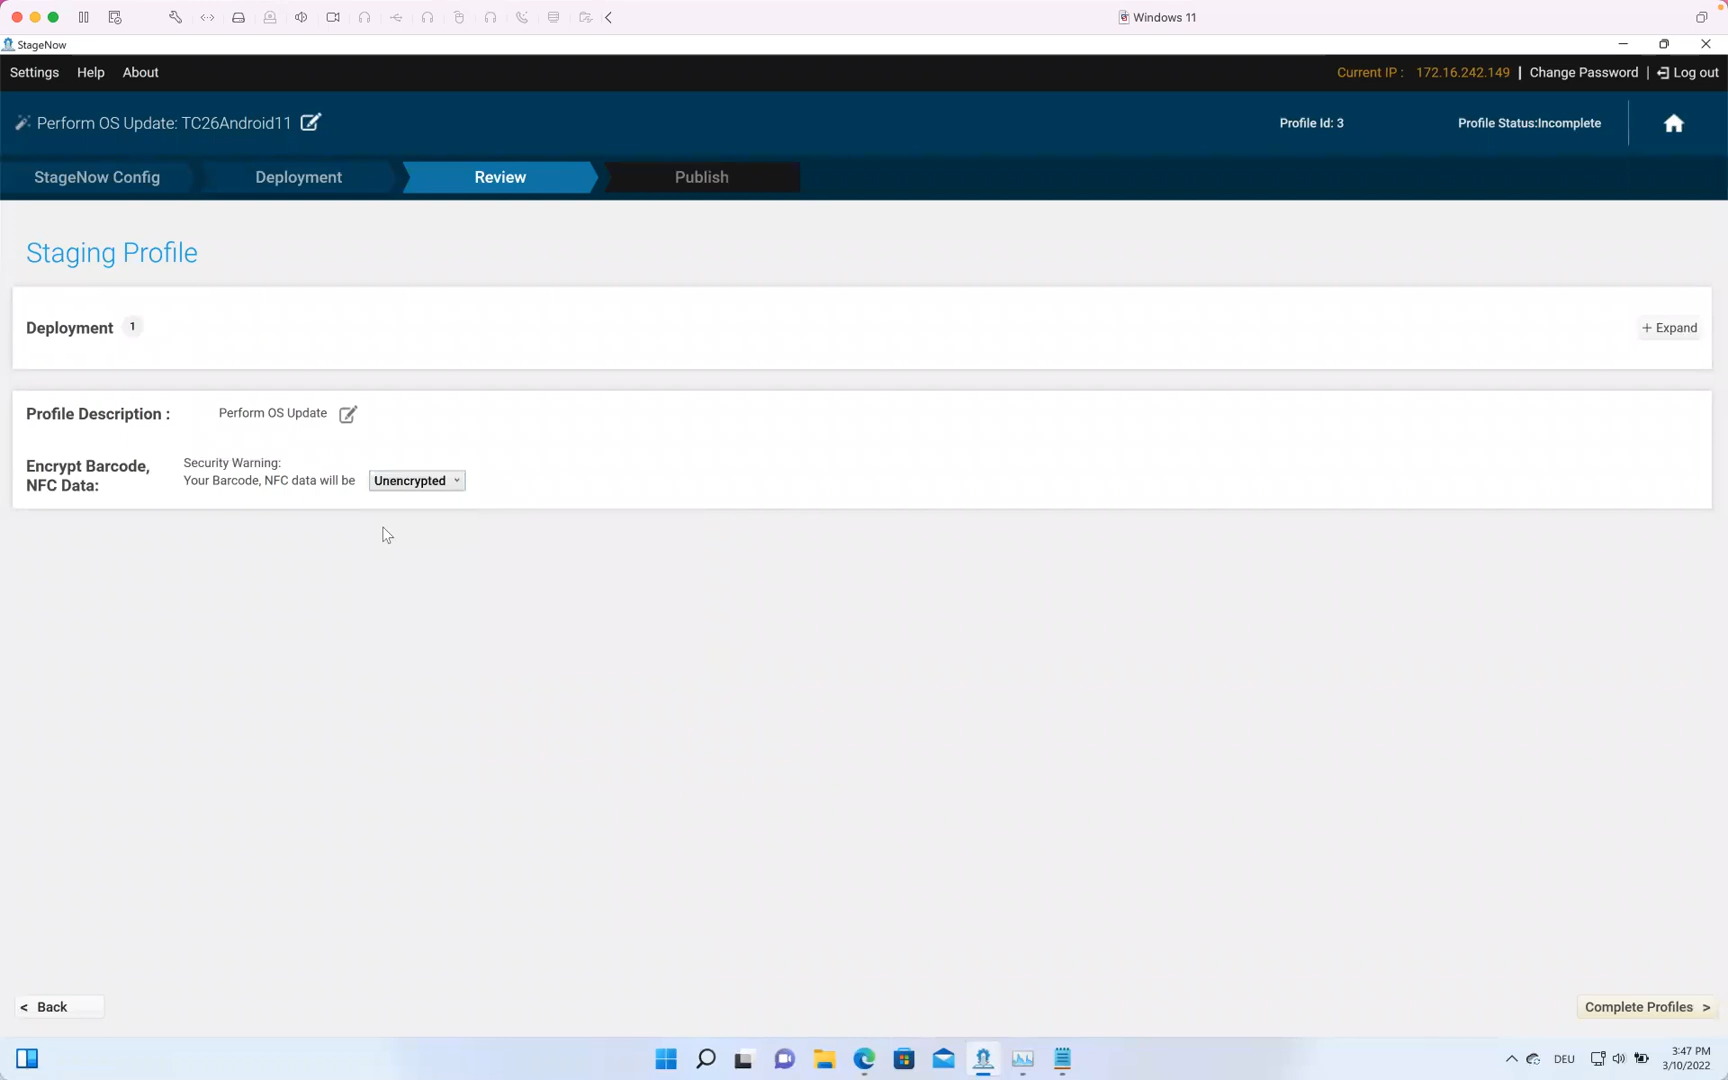 Windows 11
StageNow
Settings Help About
Current IP : 172.16.242.149 | Change Password | Log out
Perform OS Update: TC26Android11
Profile Id: 3
Profile Status:Incomplete
StageNow Config
Deployment
Review
Publish
Staging Profile
Deployment 1
+ Expand
Profile Description :
Perform OS Update
Encrypt Barcode,
NFC Data:
Security Warning:
Your Barcode, NFC data will be
Unencrypted
< Back
Complete Profiles >
DEU
3:47 PM
3/10/2022